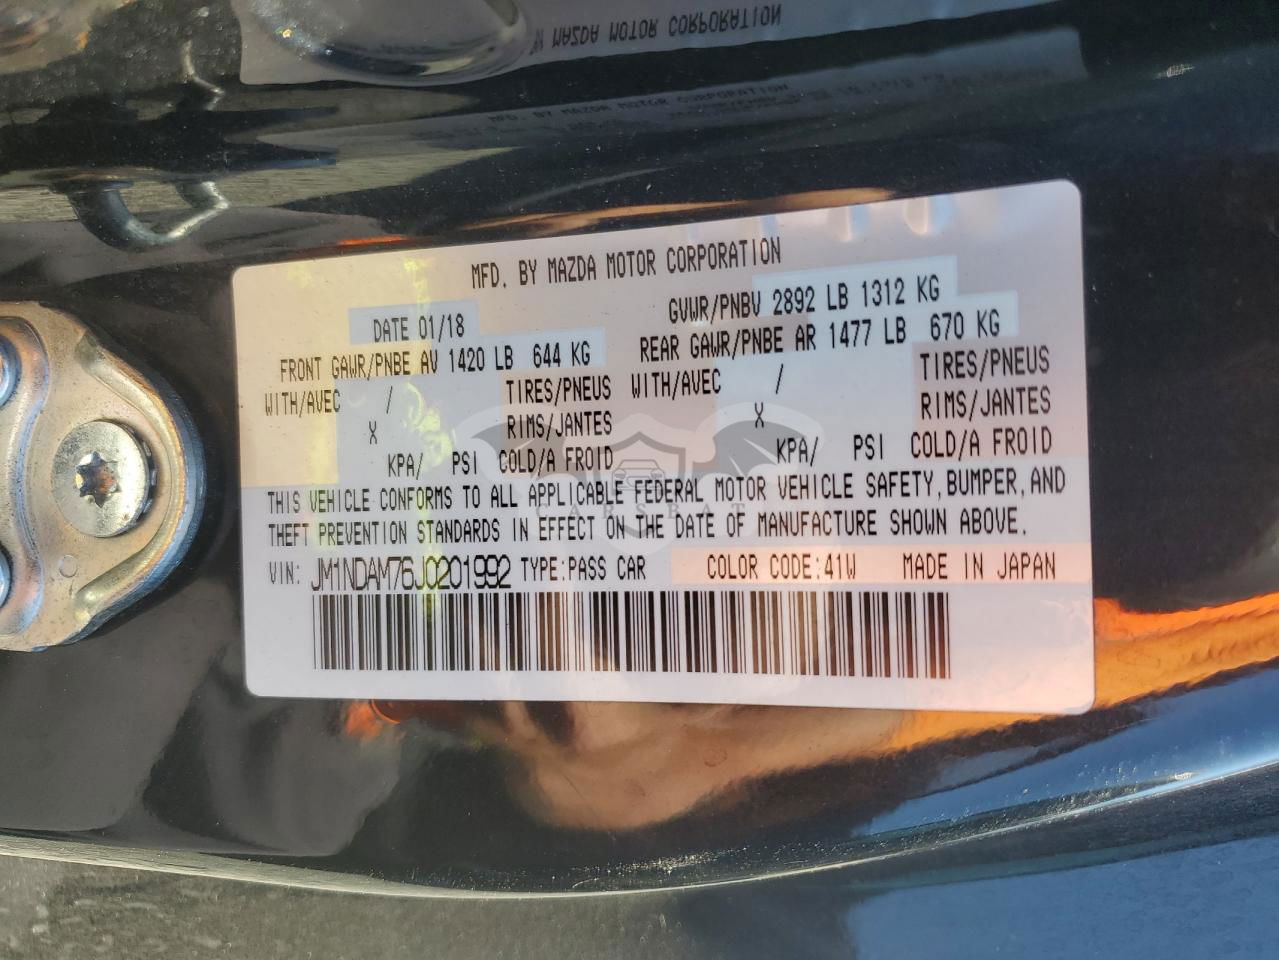 MFD. BY MAZDA MOTOR CORPORATION
DATE 01/18 GVWR/PNBV 2892 LB 1312 KG
FRONT GAWR/PNBE AV 1420 LB 644 KG REAR GAWR/PNBE AR 1477 LB 670 KG
WITH/AVEC / TIRES/PNEUS WITH/AVEC / TIRES/PNEUS
X RIMS/JANTES X RIMS/JANTES
KPA/ PSI COLD/A FROID KPA/ PSI COLD/A FROID
THIS VEHICLE CONFORMS TO ALL APPLICABLE FEDERAL MOTOR VEHICLE SAFETY, BUMPER, AND
THEFT PREVENTION STANDARDS IN EFFECT ON THE DATE OF MANUFACTURE SHOWN ABOVE.
VIN: JM1NDAM76J0201992 TYPE:PASS CAR COLOR CODE:41W MADE IN JAPAN